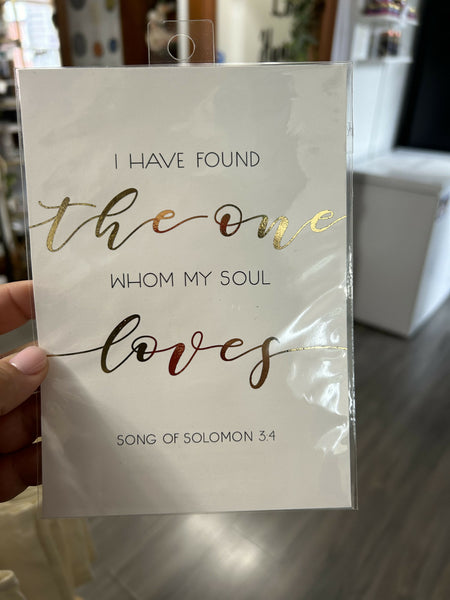 I HAVE FOUND
the one
WHOM MY SOUL
loves
SONG OF SOLOMON 3:4